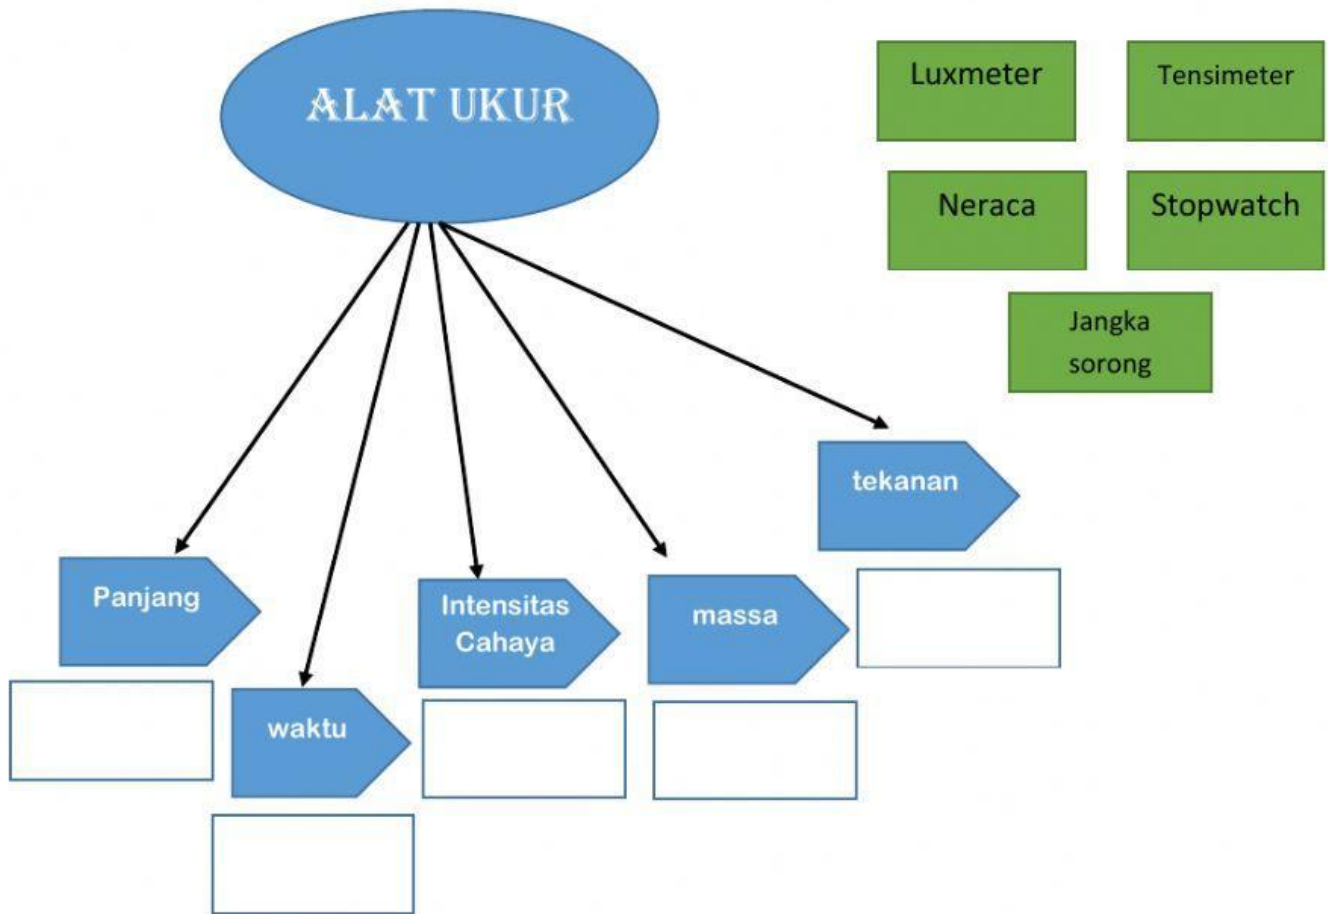 ALAT UKUR
Luxmeter
Tensimeter
Neraca
Stopwatch
Jangka
sorong
tekanan
Panjang
Intensitas
Cahaya
massa
waktu